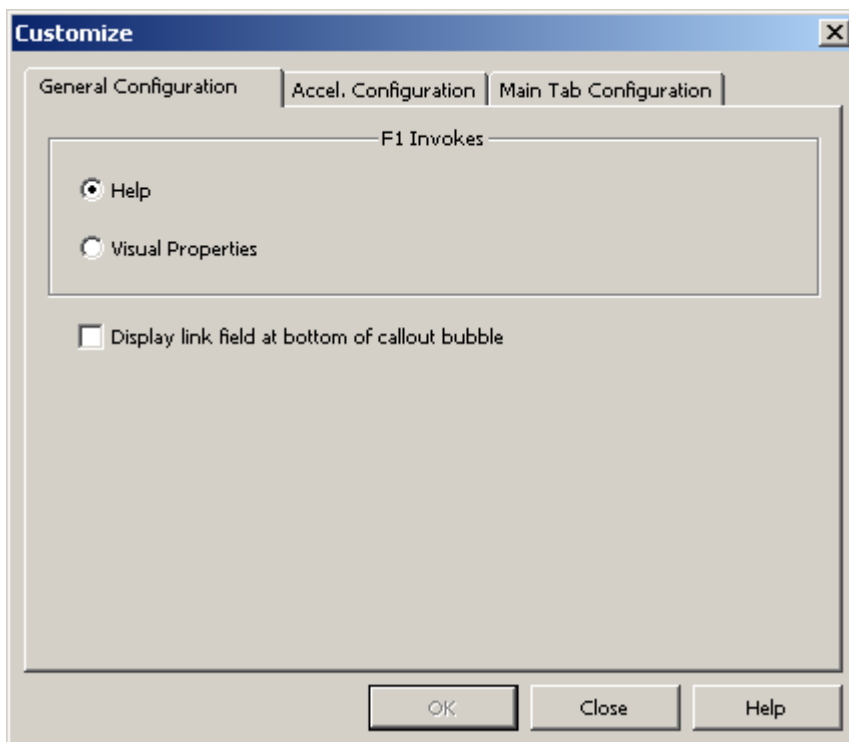 Customize
General Configuration
Accel. Configuration
Main Tab Configuration
F1 Invokes
Help
Visual Properties
Display link field at bottom of callout bubble
OK
Close
Help